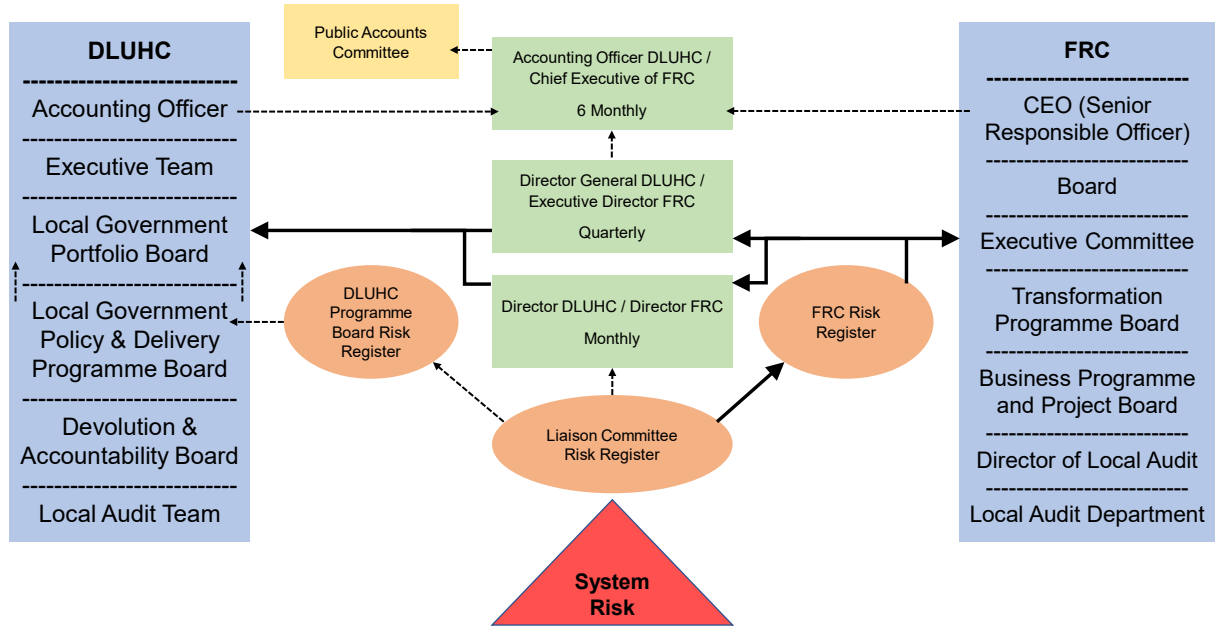 DLUHC
Accounting Officer
Executive Team
Local Government
Portfolio Board
Local Government
Policy & Delivery
Programme Board
Devolution &
Accountability Board
Local Audit Team
Public Accounts
Committee
Accounting Officer DLUHC /
Chief Executive of FRC
6 Monthly
Director General DLUHC /
Executive Director FRC
Quarterly
Director DLUHC / Director FRC
Monthly
DLUHC
Programme
Board Risk
Register
FRC Risk
Register
Liaison Committee
Risk Register
System
Risk
FRC
CEO (Senior
Responsible Officer)
Board
Executive Committee
Transformation
Programme Board
Business Programme
and Project Board
Director of Local Audit
Local Audit Department